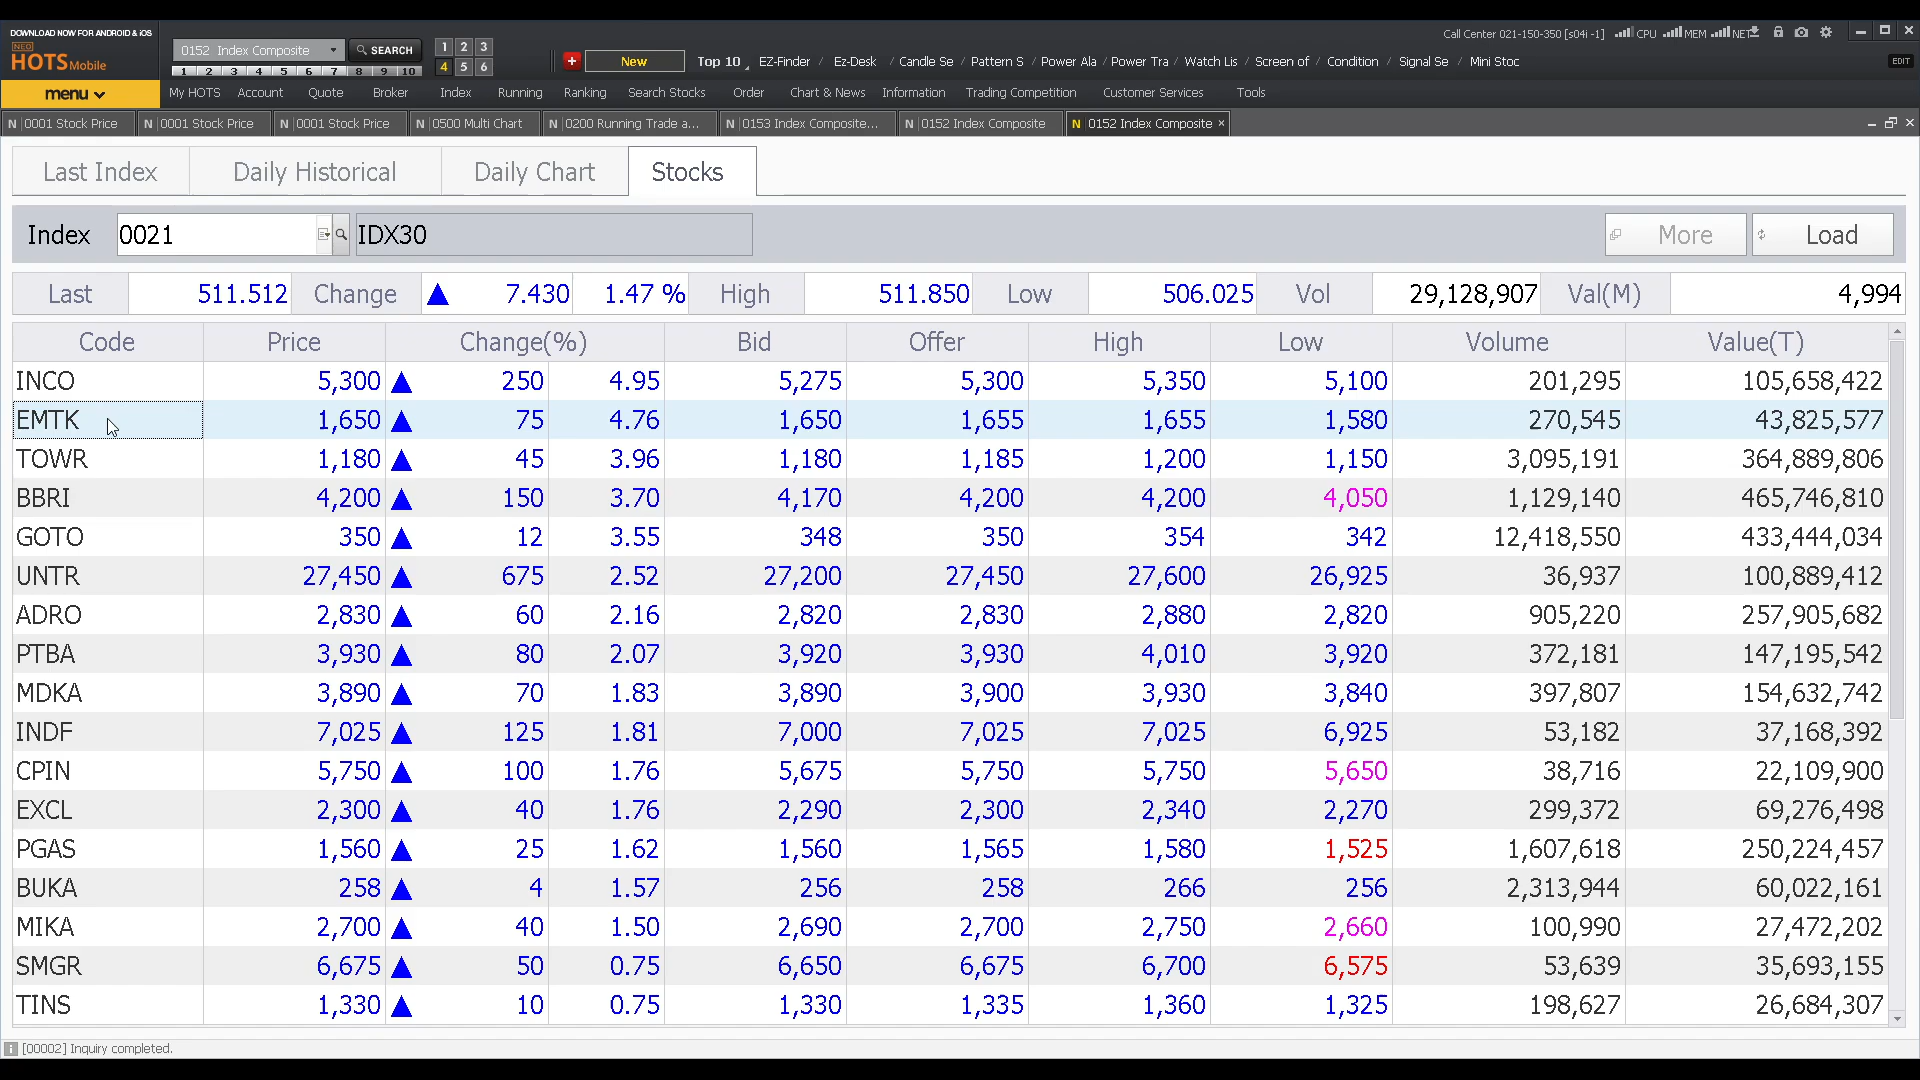 DOWNLOAD NOW FOR ANDROID & iOS
NEO
HOTS Mobile
0152 Index Composite SEARCH 1 2 3
1 2 3 4 5 6 7 8 9 10 4 5 6
Call Center 021-150-350 [s04i -1] CPU MEM NET
New Top 10 EZ-Finder / Ez-Desk / Candle Se / Pattern S / Power Ala / Power Tra / Watch Lis / Screen of / Condition / Signal Se / Mini Stoc EDIT
menu My HOTS Account Quote Broker Index Running Ranking Search Stocks Order Chart & News Information Trading Competition Customer Services Tools
N 0001 Stock Price N 0001 Stock Price N 0001 Stock Price N 0500 Multi Chart N 0200 Running Trade a... N 0153 Index Composite... N 0152 Index Composite N 0152 Index Composite ×
Last Index Daily Historical Daily Chart Stocks
Index 0021 IDX30 More Load
Last 511.512 Change ▲ 7.430 1.47 % High 511.850 Low 506.025 Vol 29,128,907 Val(M) 4,994
Code Price Change(%) Bid Offer High Low Volume Value(T)
INCO 5,300 ▲ 250 4.95 5,275 5,300 5,350 5,100 201,295 105,658,422
EMTK 1,650 ▲ 75 4.76 1,650 1,655 1,655 1,580 270,545 43,825,577
TOWR 1,180 ▲ 45 3.96 1,180 1,185 1,200 1,150 3,095,191 364,889,806
BBRI 4,200 ▲ 150 3.70 4,170 4,200 4,200 4,050 1,129,140 465,746,810
GOTO 350 ▲ 12 3.55 348 350 354 342 12,418,550 433,444,034
UNTR 27,450 ▲ 675 2.52 27,200 27,450 27,600 26,925 36,937 100,889,412
ADRO 2,830 ▲ 60 2.16 2,820 2,830 2,880 2,820 905,220 257,905,682
PTBA 3,930 ▲ 80 2.07 3,920 3,930 4,010 3,920 372,181 147,195,542
MDKA 3,890 ▲ 70 1.83 3,890 3,900 3,930 3,840 397,807 154,632,742
INDF 7,025 ▲ 125 1.81 7,000 7,025 7,025 6,925 53,182 37,168,392
CPIN 5,750 ▲ 100 1.76 5,675 5,750 5,750 5,650 38,716 22,109,900
EXCL 2,300 ▲ 40 1.76 2,290 2,300 2,340 2,270 299,372 69,276,498
PGAS 1,560 ▲ 25 1.62 1,560 1,565 1,580 1,525 1,607,618 250,224,457
BUKA 258 ▲ 4 1.57 256 258 266 256 2,313,944 60,022,161
MIKA 2,700 ▲ 40 1.50 2,690 2,700 2,750 2,660 100,990 27,472,202
SMGR 6,675 ▲ 50 0.75 6,650 6,675 6,700 6,575 53,639 35,693,155
TINS 1,330 ▲ 10 0.75 1,330 1,335 1,360 1,325 198,627 26,684,307
[00002] Inquiry completed.